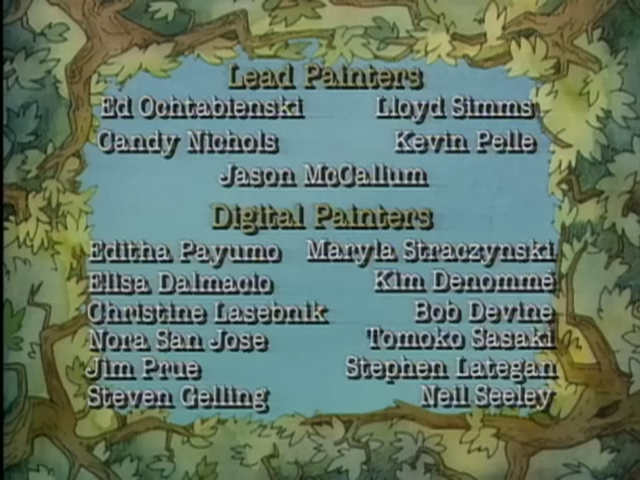 Lead Painters
Ed Ochtabienski Lloyd Simms
Candy Nichols Kevin Pelle
Jason McCallum
Digital Painters
Editha Payumo Maryla Straczynski
Elisa Dalmacio Kim Denomme
Christine Lasebnik Bob Devine
Nora San Jose Tomoko Sasaki
Jim Prue Stephen Lategan
Steven Gelling Neil Seeley